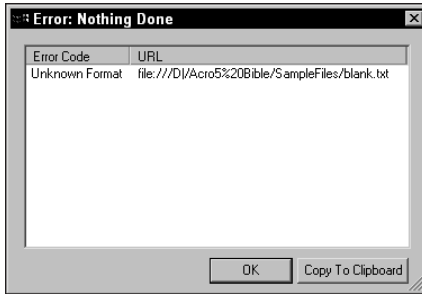 Error: Nothing Done
Error Code URL
Unknown Format file:///D|/Acro5%20Bible/SampleFiles/blank.txt
OK Copy To Clipboard